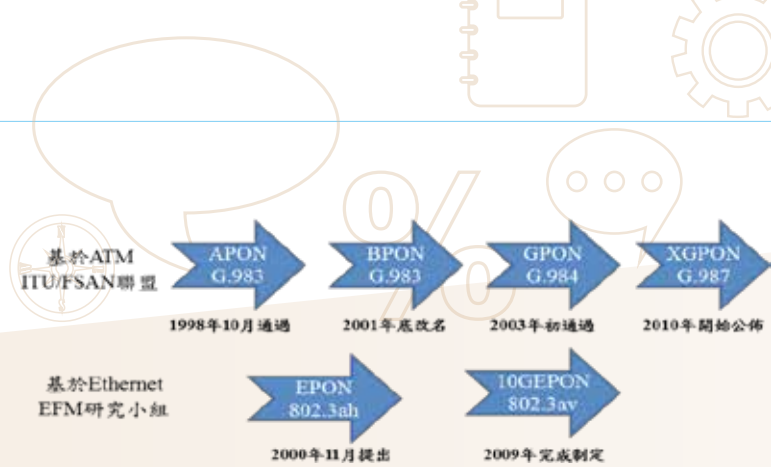 基於ATM
ITU/FSAN聯盟
APON
G.983
BPON
G.983
GPON
G.984
XGPON
G.987
1998年10月通過
2001年底改名
2003年初通過
2010年開始公佈
基於Ethernet
EFM研究小組
EPON
802.3ah
10GEPON
802.3av
2000年11月提出
2009年完成制定
%